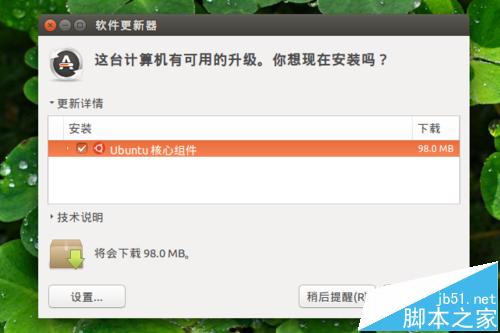 软件更新器
这台计算机有可用的升级。你想现在安装吗？
更新详情
安装 下载
Ubuntu 核心组件 98.0 MB
技术说明
将会下载 98.0 MB。
设置... 稍后提醒(R)
jb51.net
脚本之家